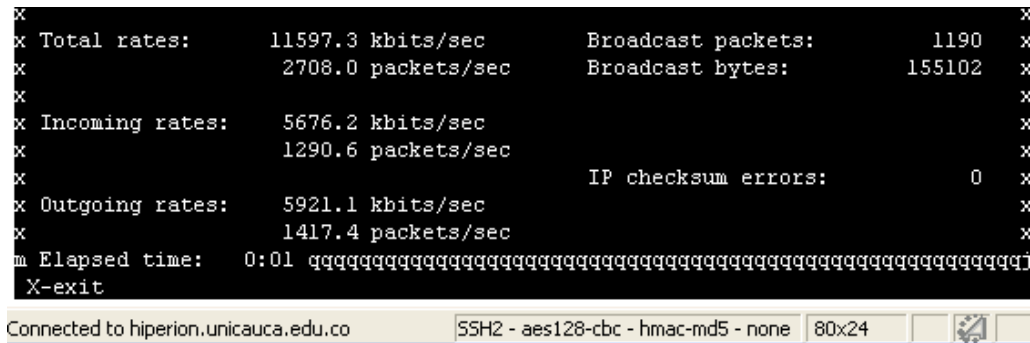 x x
x Total rates: 11597.3 kbits/sec Broadcast packets: 1190 x
x 2708.0 packets/sec Broadcast bytes: 155102 x
x x
x Incoming rates: 5676.2 kbits/sec x
x 1290.6 packets/sec x
x IP checksum errors: 0 x
x Outgoing rates: 5921.1 kbits/sec x
x 1417.4 packets/sec x
m Elapsed time: 0:01 qqqqqqqqqqqqqqqqqqqqqqqqqqqqqqqqqqqqqqqqqqqqqqqqqqqqqqqqj
X-exit
Connected to hiperion.unicauca.edu.co SSH2 - aes128-cbc - hmac-md5 - none 80x24